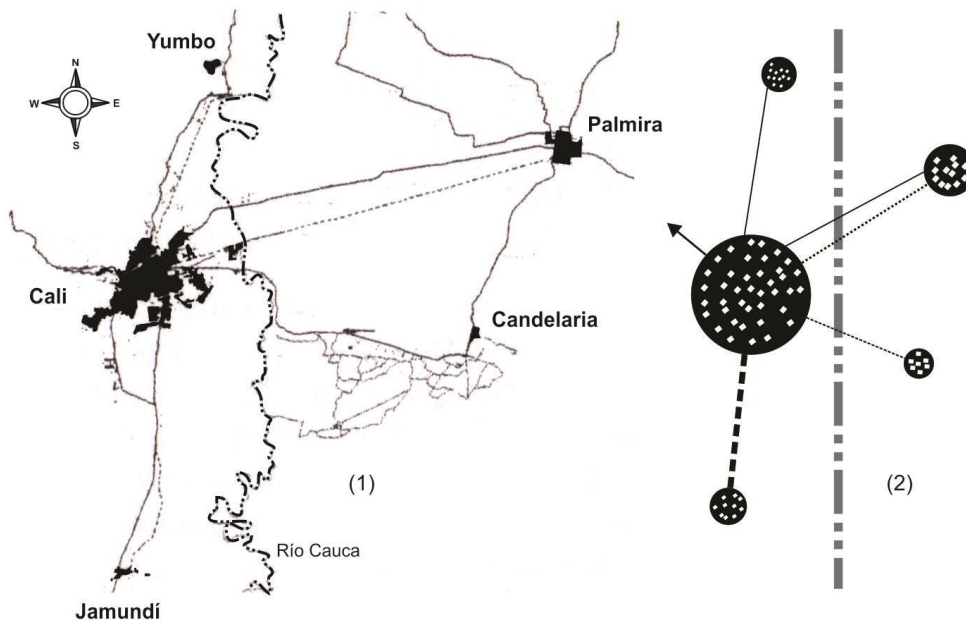 Yumbo
N
W E
S
Palmira
Cali
Candelaria
(1)
(2)
Río Cauca
Jamundí